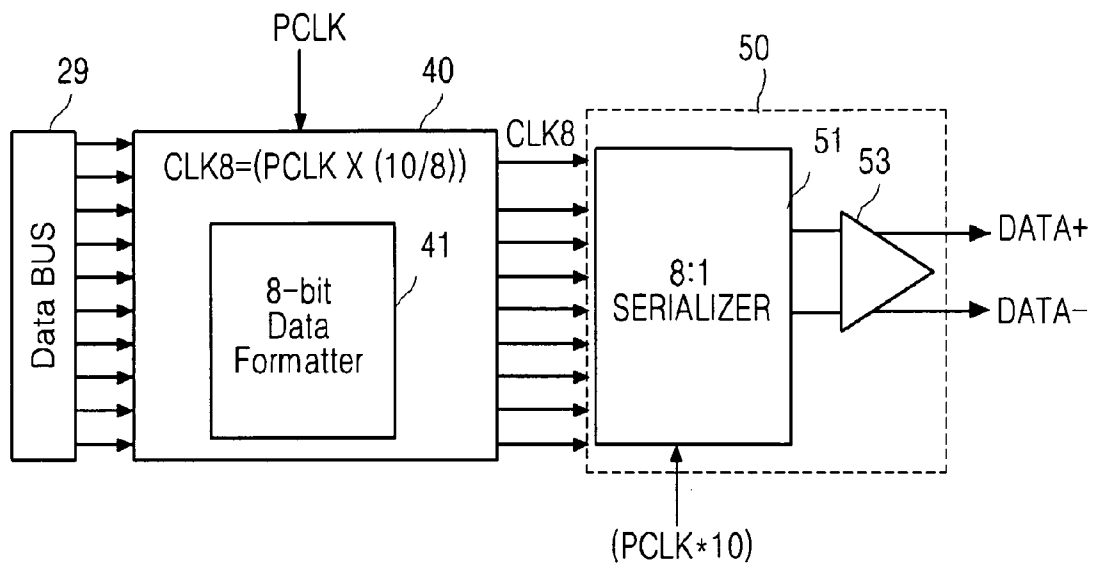 PCLK
29
40
50
CLK8
CLK8=(PCLK X (10/8))
51
53
41
Data BUS
8-bit
Data
Formatter
8:1
SERIALIZER
DATA+
DATA-
(PCLK*10)